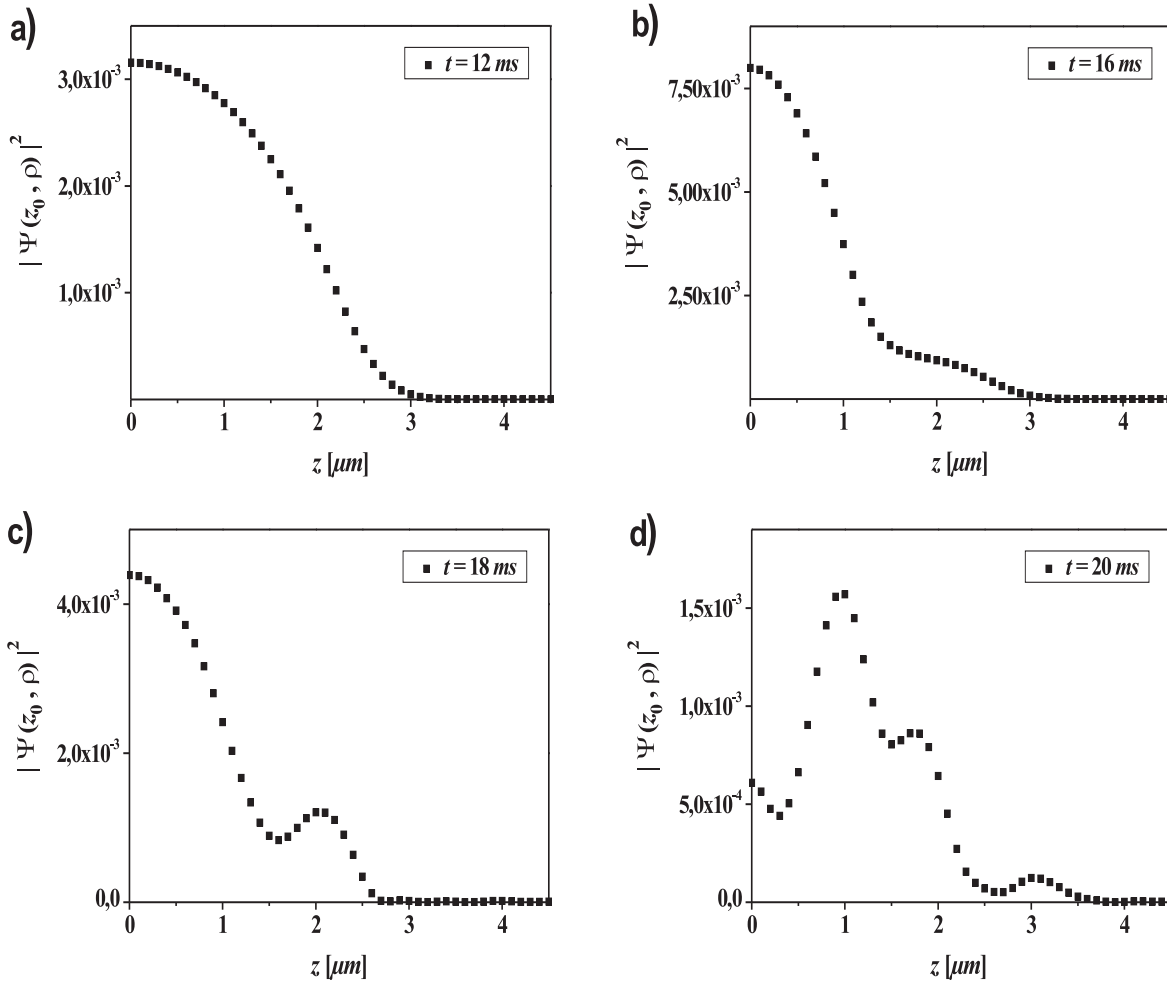 a)
t = 12 ms
3,0x10⁻³
2,0x10⁻³
1,0x10⁻³
| Ψ(z₀ , ρ) |²
0 1 2 3 4
z [μm]
b)
t = 16 ms
7,50x10⁻³
5,00x10⁻³
2,50x10⁻³
| Ψ(z₀ , ρ) |²
0 1 2 3 4
z [μm]
c)
t = 18 ms
4,0x10⁻³
2,0x10⁻³
0,0
| Ψ(z₀ , ρ) |²
0 1 2 3 4
z [μm]
d)
t = 20 ms
1,5x10⁻³
1,0x10⁻³
5,0x10⁻⁴
0,0
| Ψ(z₀ , ρ) |²
0 1 2 3 4
z [μm]